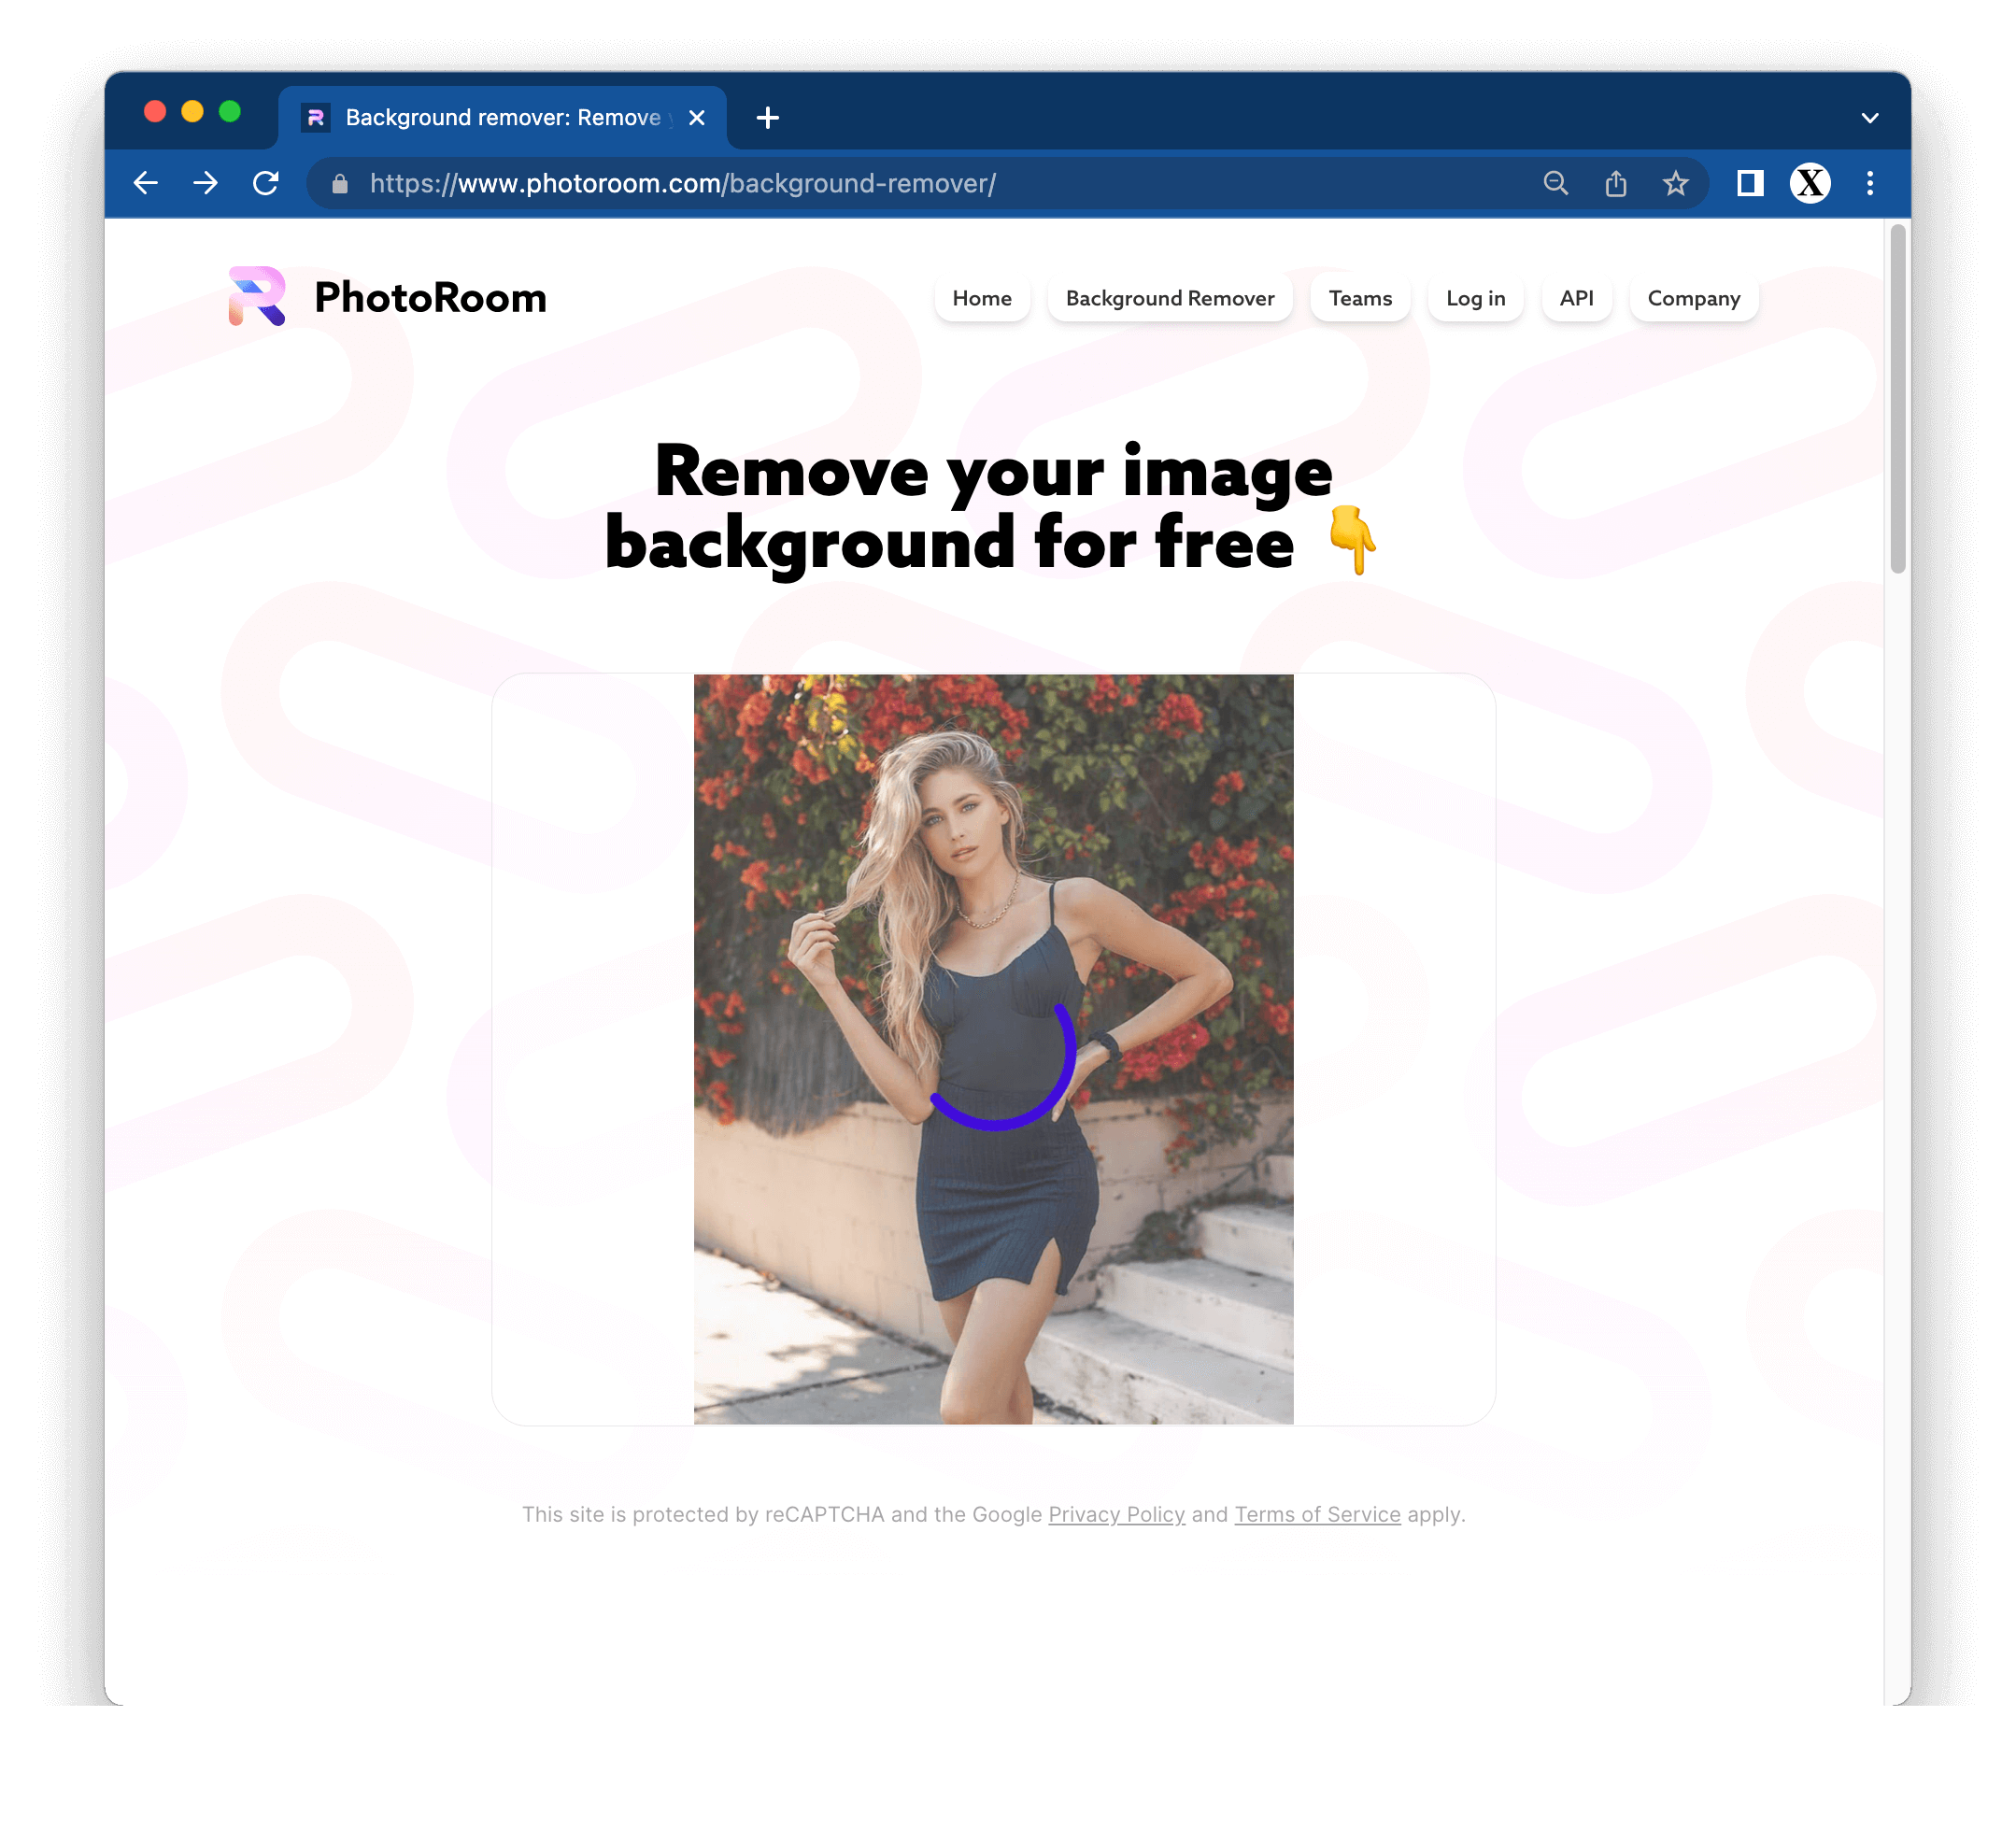 Background remover: Remove y
https://www.photoroom.com/background-remover/
X
PhotoRoom
Home Background Remover Teams Log in API Company
Remove your image
background for free 👇
This site is protected by reCAPTCHA and the Google Privacy Policy and Terms of Service apply.